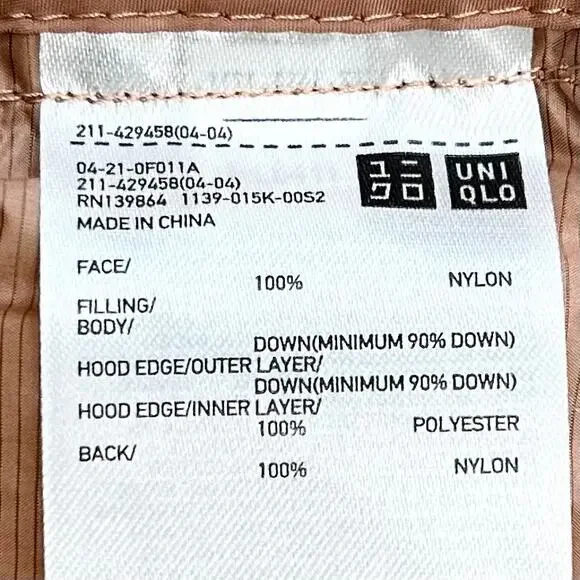 211-429458(04-04)
04-21-0F011A
211-429458(04-04)
RN139864 1139-015K-00S2
MADE IN CHINA
ユニ
クロ
UNI
QLO
FACE/
100% NYLON
FILLING/
BODY/
DOWN(MINIMUM 90% DOWN)
HOOD EDGE/OUTER LAYER/
DOWN(MINIMUM 90% DOWN)
HOOD EDGE/INNER LAYER/
100% POLYESTER
BACK/
100% NYLON